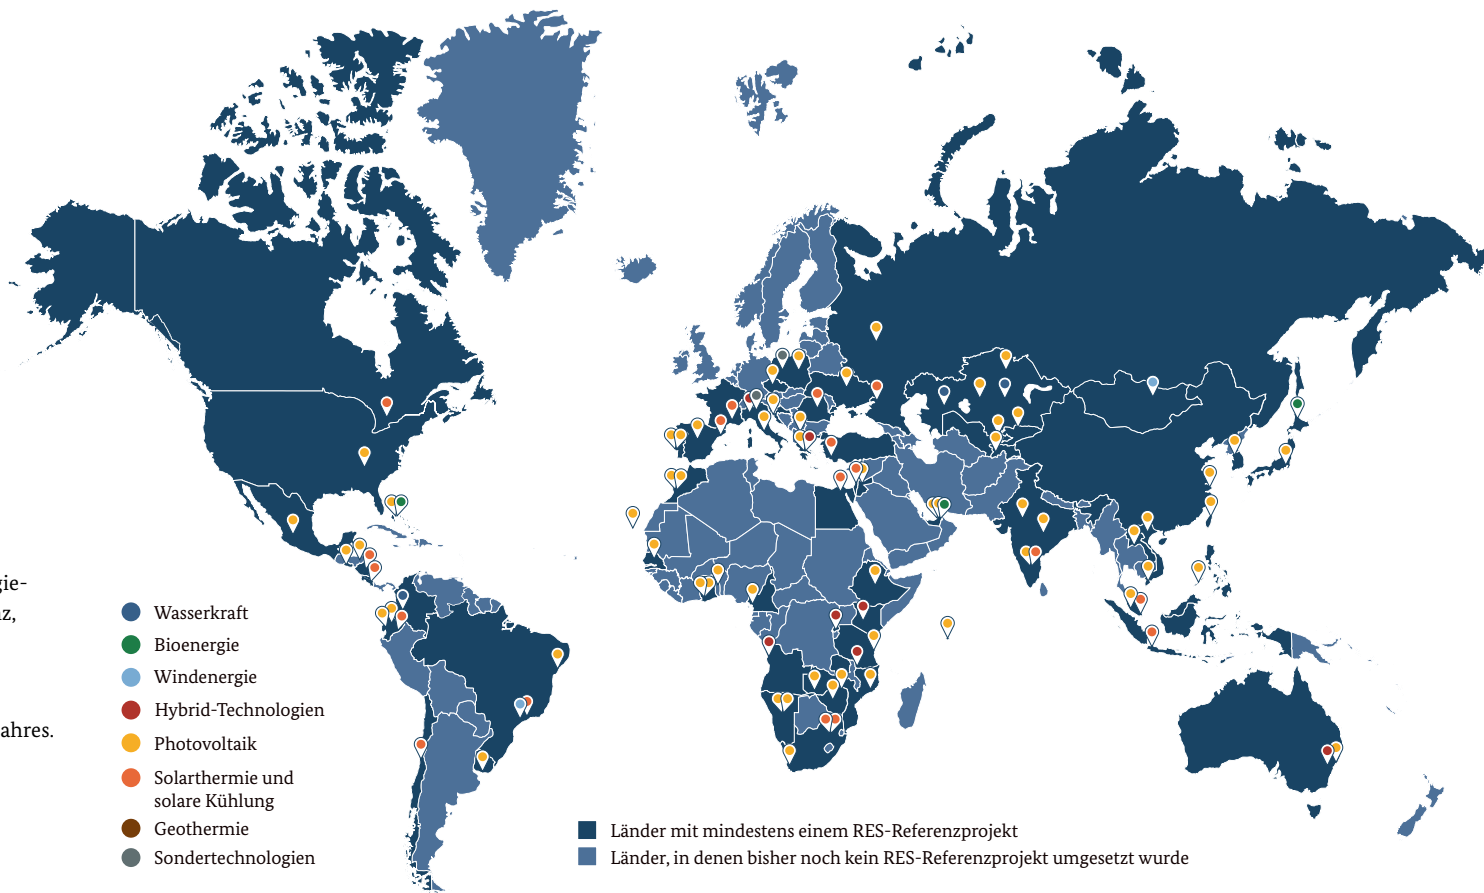 gie-
z,
ahres.
Wasserkraft
Bioenergie
Windenergie
Hybrid-Technologien
Photovoltaik
Solarthermie und
solare Kühlung
Geothermie
Sondertechnologien
Länder mit mindestens einem RES-Referenzprojekt
Länder, in denen bisher noch kein RES-Referenzprojekt umgesetzt wurde